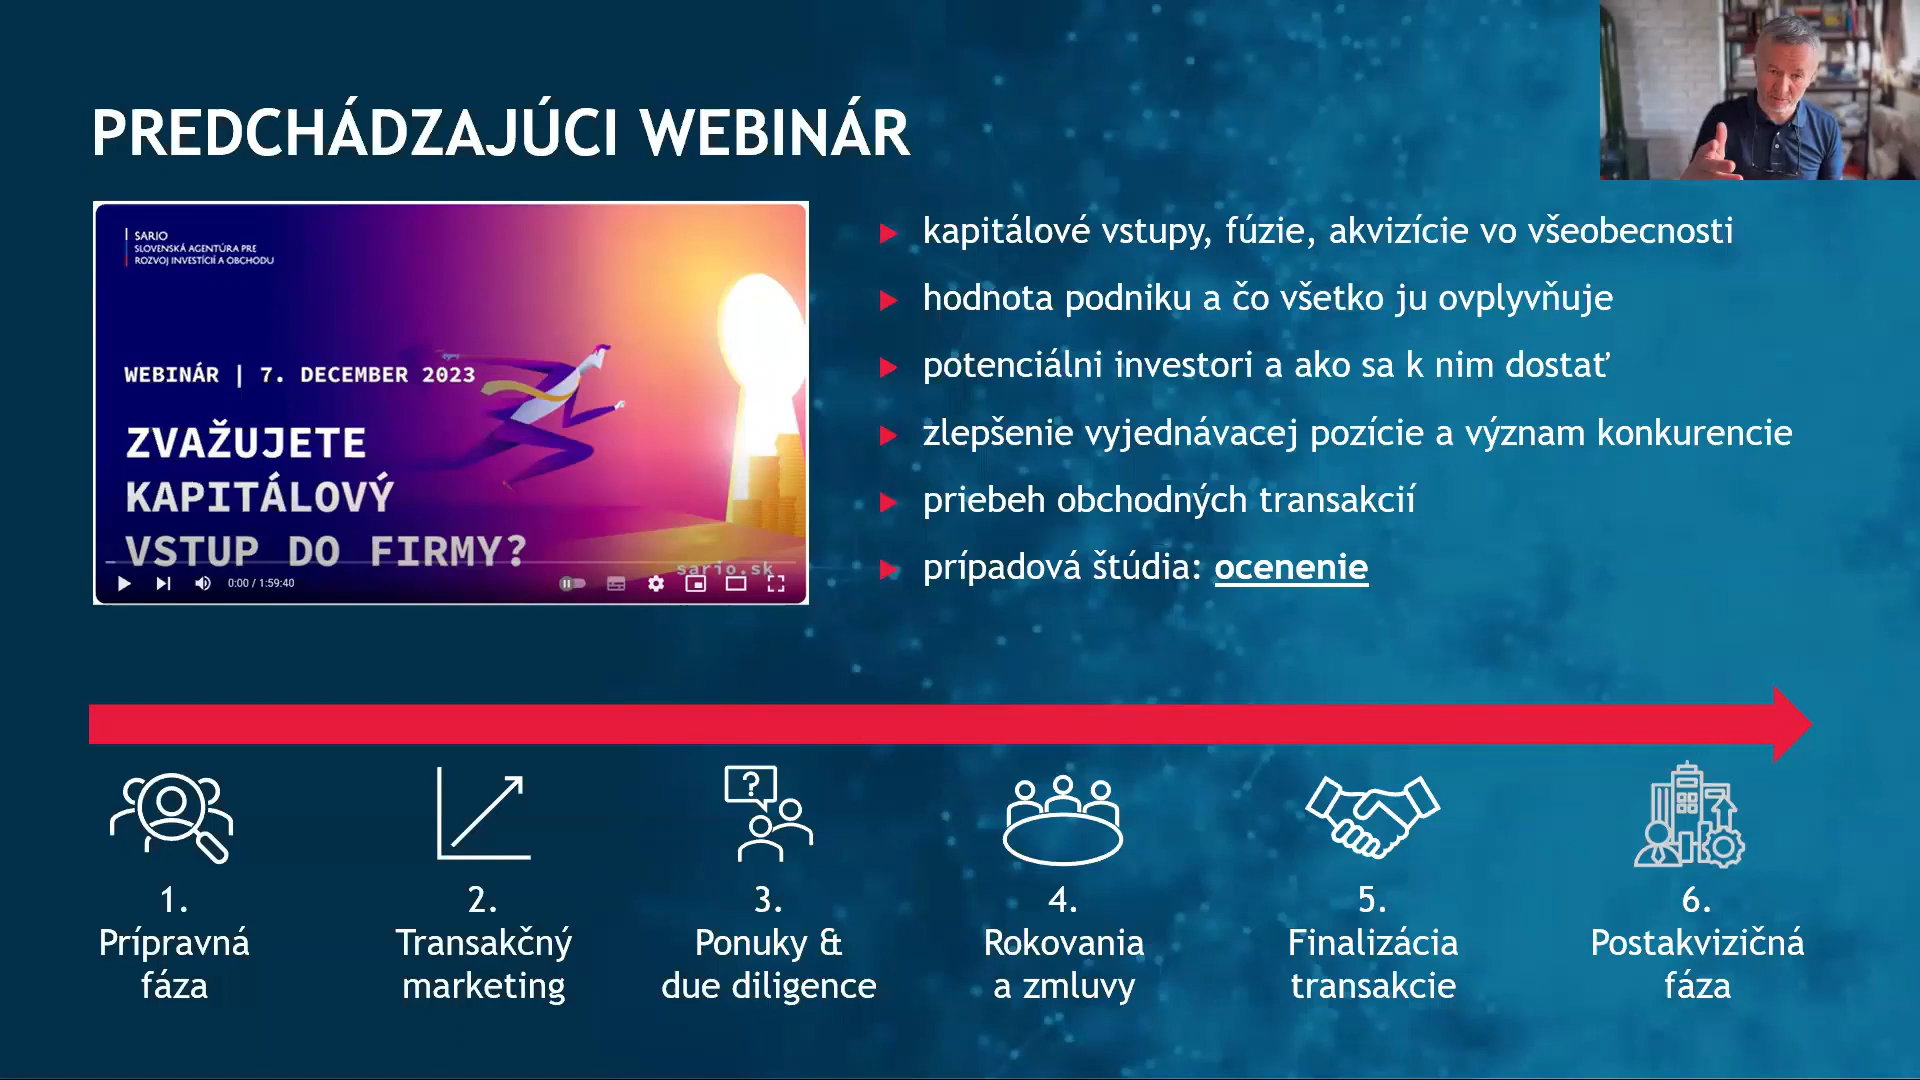 PREDCHÁDZAJÚCI WEBINÁR
SARIO
SLOVENSKÁ AGENTÚRA PRE
ROZVOJ INVESTÍCIÍ A OBCHODU
WEBINÁR | 7. DECEMBER 2023
ZVAŽUJETE
KAPITÁLOVÝ
VSTUP DO FIRMY?
sario.sk
0:00 / 1:59:40
kapitálové vstupy, fúzie, akvizície vo všeobecnosti
hodnota podniku a čo všetko ju ovplyvňuje
potenciálni investori a ako sa k nim dostať
zlepšenie vyjednávacej pozície a význam konkurencie
priebeh obchodných transakcií
prípadová štúdia: ocenenie
?
1.
Prípravná
fáza
2.
Transakčný
marketing
3.
Ponuky &
due diligence
4.
Rokovania
a zmluvy
5.
Finalizácia
transakcie
6.
Postakvizičná
fáza